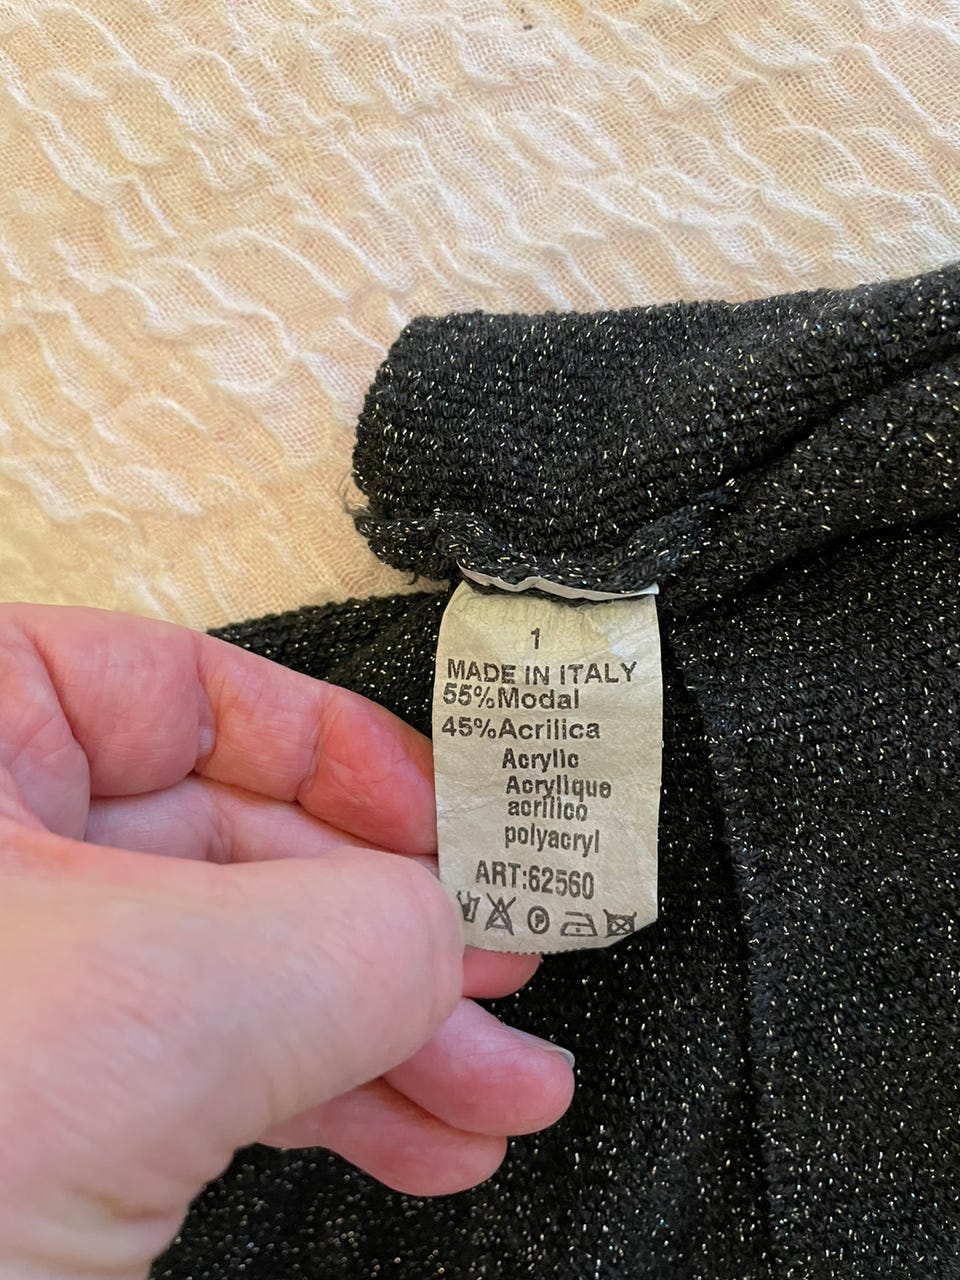 1
MADE IN ITALY
55%Modal
45%Acrilica
Acrylic
Acrylique
acrilico
polyacryl
ART:62560
P